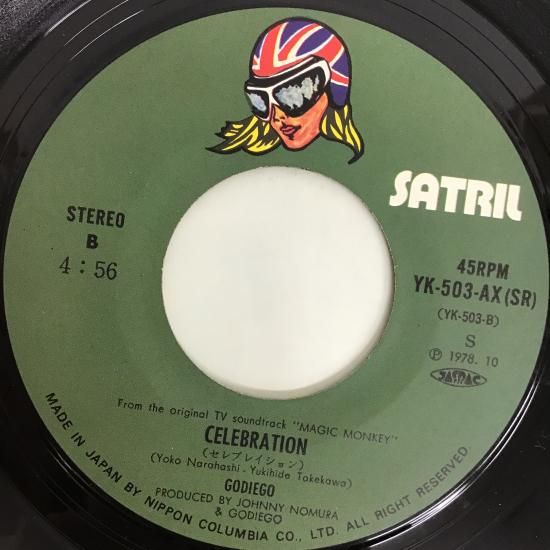 SATRIL
STEREO
B
4:56
45RPM
YK-503-AX(SR)
(YK-503-B)
S
Ⓟ 1978. 10
JASRAC
From the original TV soundtrack "MAGIC MONKEY"
CELEBRATION
(セレブレイション)
(Yoko Narahashi - Yukihide Takekawa)
GODIEGO
PRODUCED BY JOHNNY NOMURA
& GODIEGO
MADE IN JAPAN BY NIPPON COLUMBIA CO., LTD. ALL RIGHTS RESERVED.